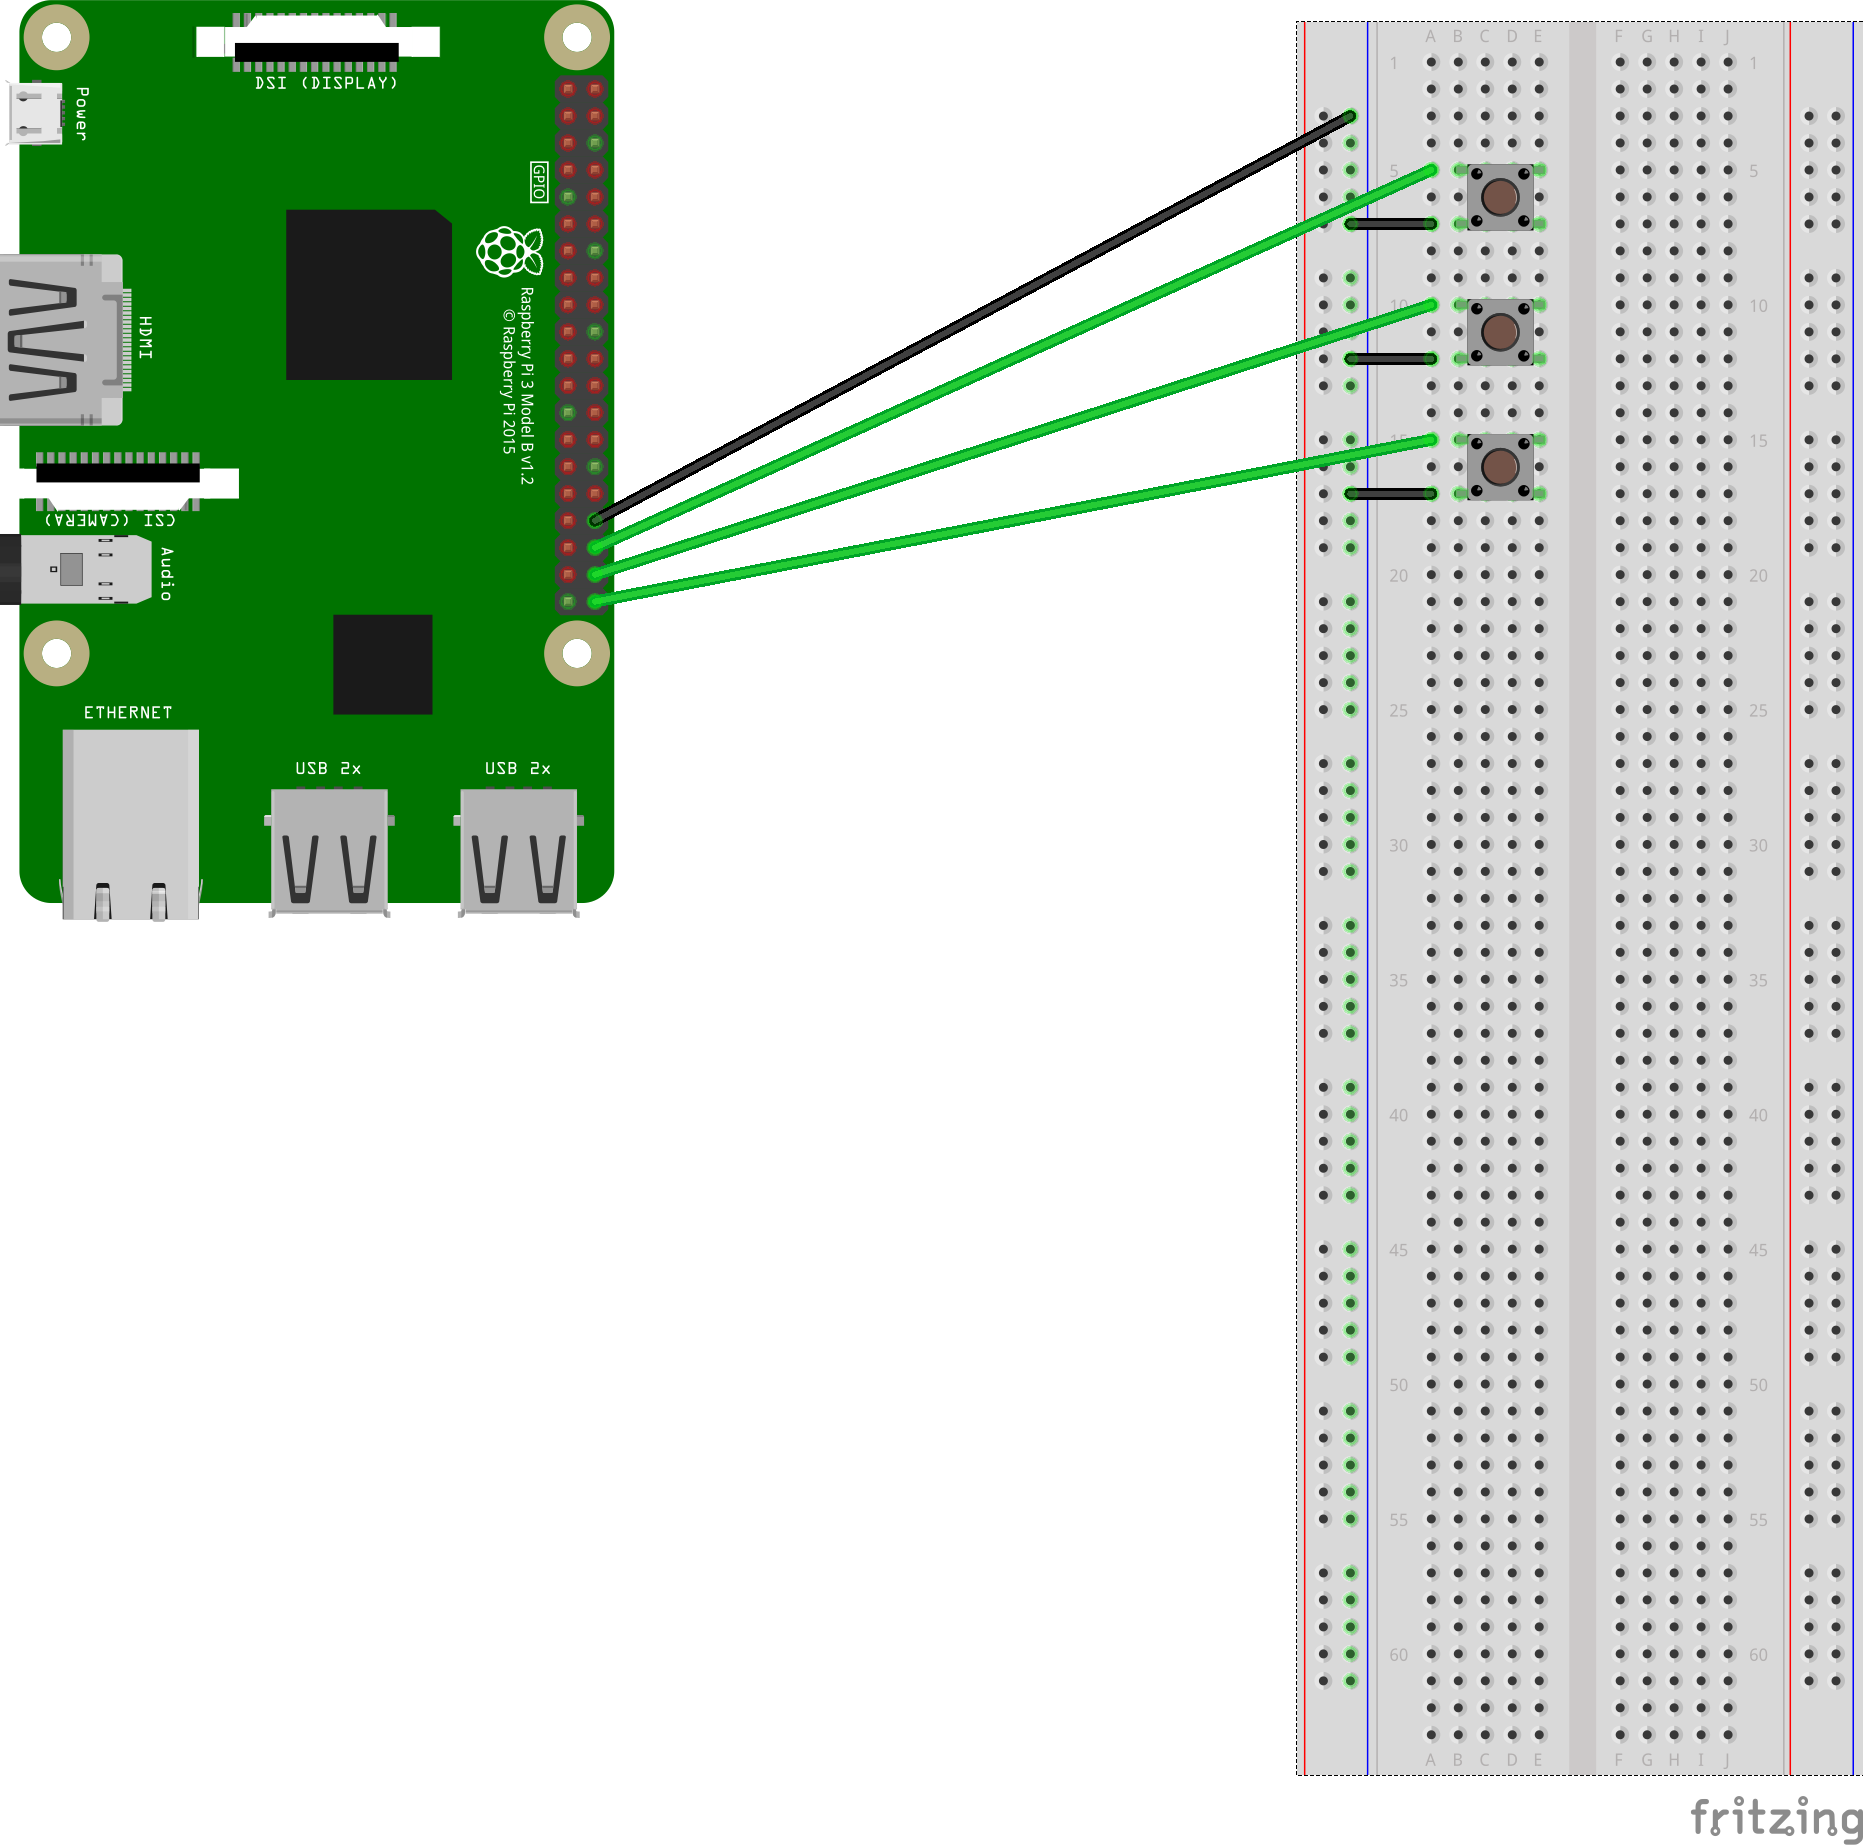 DSI (DISPLAY)
Power
GPIO
HDMI
Raspberry Pi 3 Model B v1.2
© Raspberry Pi 2015
CSI (CAMERA)
Audio
ETHERNET
USB 2x
USB 2x
A B C D E F G H I J
1 1
5 5
10 10
15 15
20 20
25 25
30 30
35 35
40 40
45 45
50 50
55 55
60 60
A B C D E F G H I J
fritzing